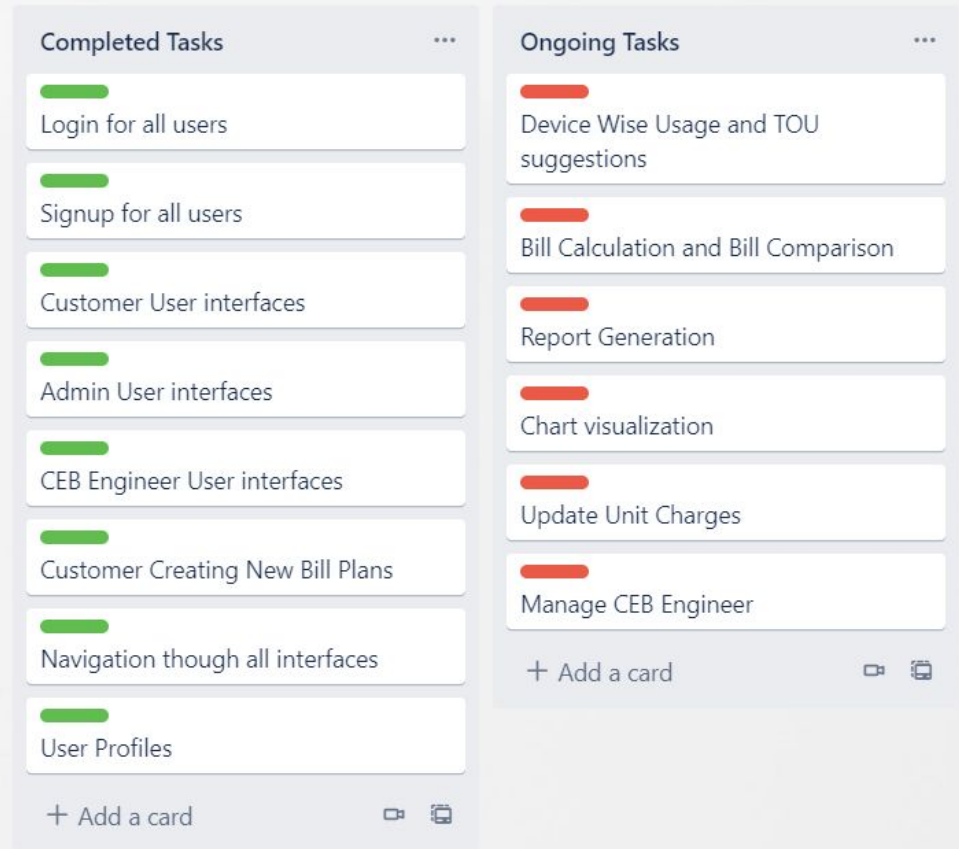 Completed Tasks
Login for all users
Signup for all users
Customer User interfaces
Admin User interfaces
CEB Engineer User interfaces
Customer Creating New Bill Plans
Navigation though all interfaces
User Profiles
+ Add a card
Ongoing Tasks
Device Wise Usage and TOU
suggestions
Bill Calculation and Bill Comparison
Report Generation
Chart visualization
Update Unit Charges
Manage CEB Engineer
+ Add a card